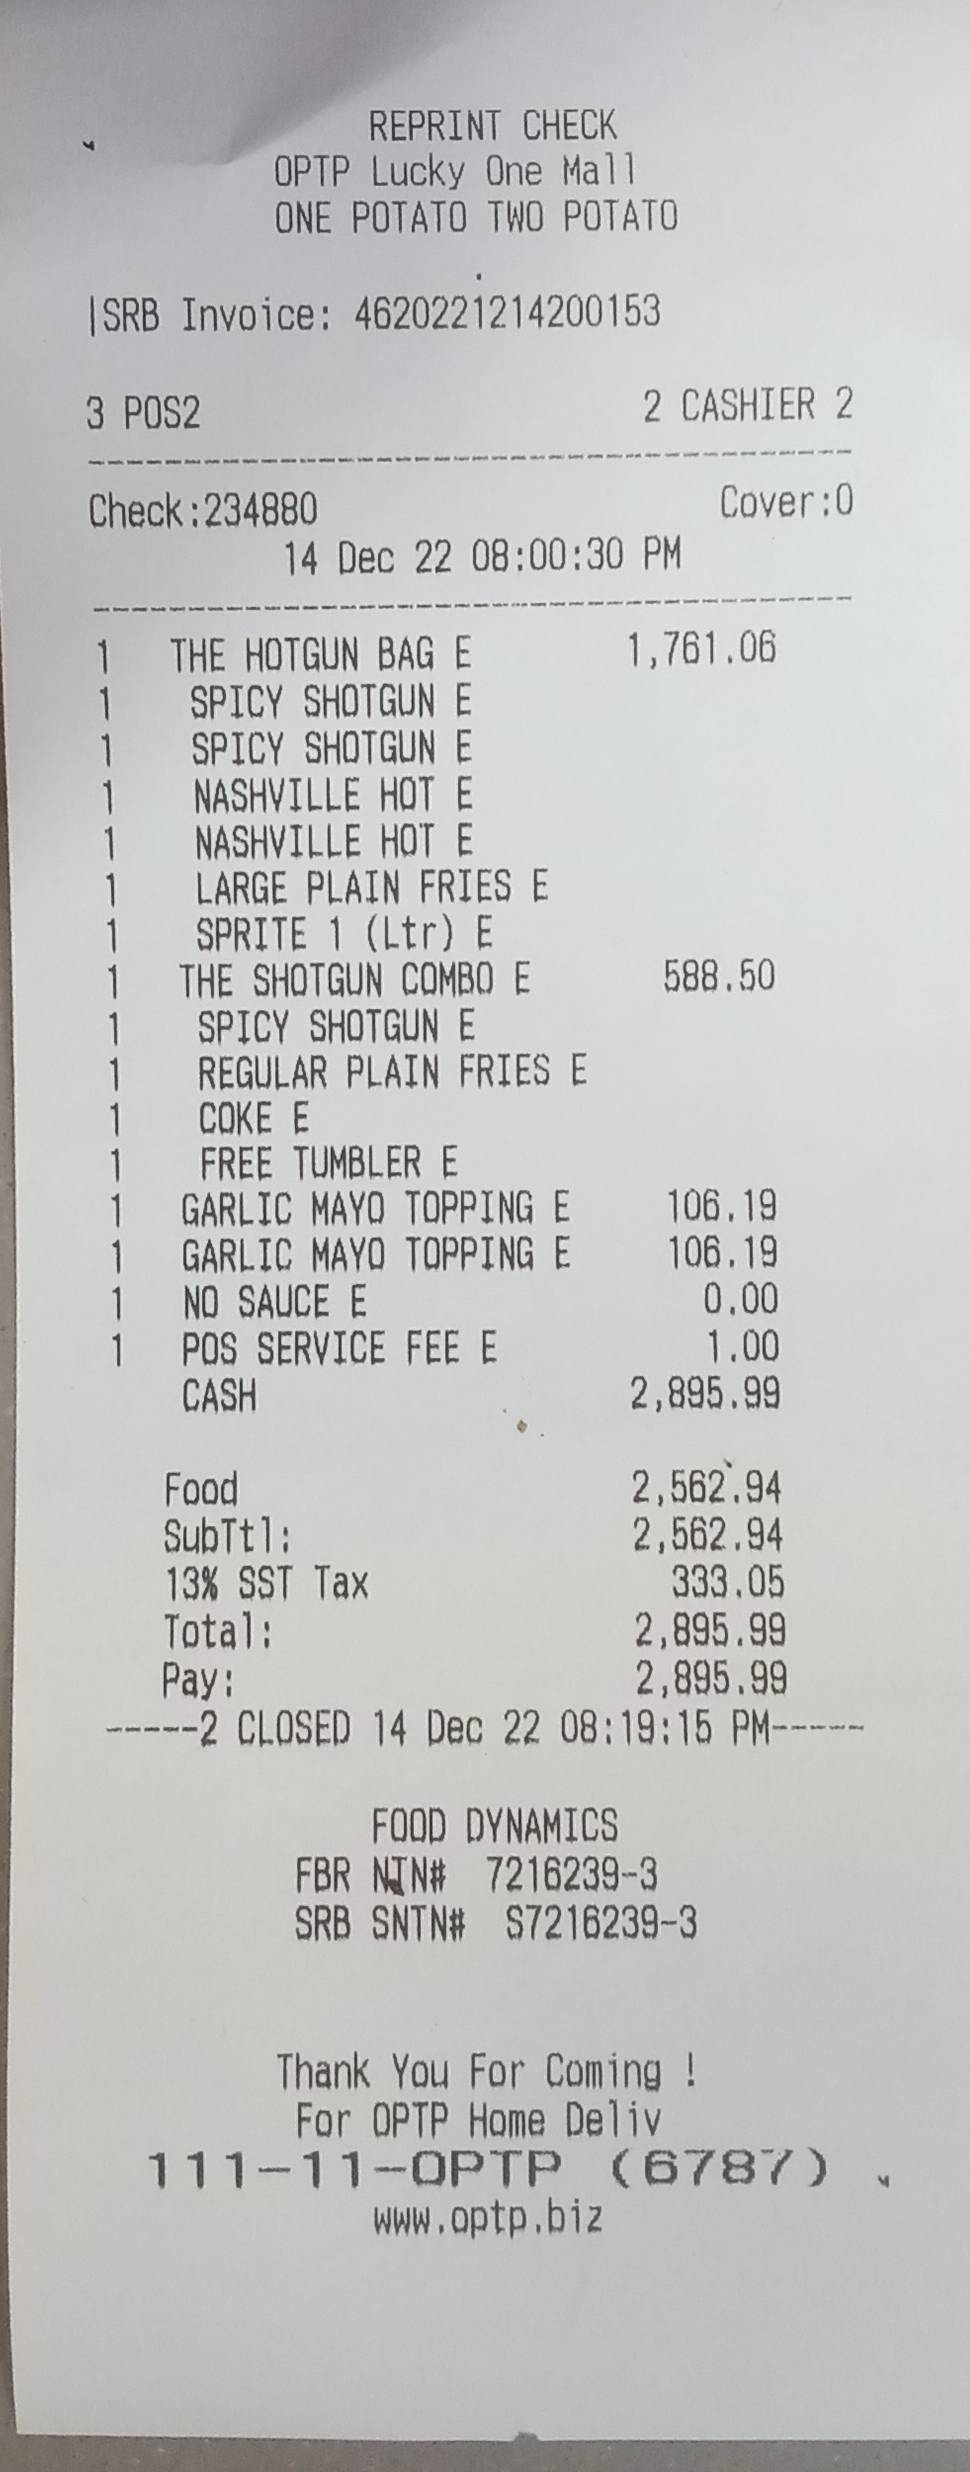 REPRINT CHECK
OPTP Lucky One Mall
ONE POTATO TWO POTATO
|SRB Invoice: 4620221214200153
3 POS2 2 CASHIER 2
----------------------------------------
Check:234880 Cover:0
14 Dec 22 08:00:30 PM
----------------------------------------
1 THE HOTGUN BAG E 1,761.06
1 SPICY SHOTGUN E
1 SPICY SHOTGUN E
1 NASHVILLE HOT E
1 NASHVILLE HOT E
1 LARGE PLAIN FRIES E
1 SPRITE 1 (Ltr) E
1 THE SHOTGUN COMBO E 588.50
1 SPICY SHOTGUN E
1 REGULAR PLAIN FRIES E
1 COKE E
1 FREE TUMBLER E
1 GARLIC MAYO TOPPING E 106.19
1 GARLIC MAYO TOPPING E 106.19
1 NO SAUCE E 0.00
1 POS SERVICE FEE E 1.00
CASH 2,895.99
Food 2,562.94
SubTtl: 2,562.94
13% SST Tax 333.05
Total: 2,895.99
Pay: 2,895.99
-----2 CLOSED 14 Dec 22 08:19:15 PM-----
FOOD DYNAMICS
FBR NTN# 7216239-3
SRB SNTN# S7216239-3
Thank You For Coming !
For OPTP Home Deliv
111-11-OPTP (6787)
www.optp.biz